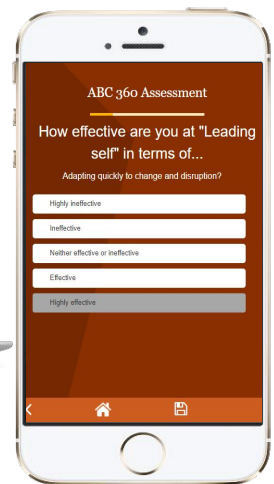 ABC 360 Assessment
How effective are you at "Leading
self" in terms of...
Adapting quickly to change and disruption?
Highly ineffective
Ineffective
Neither effective or ineffective
Effective
Highly effective